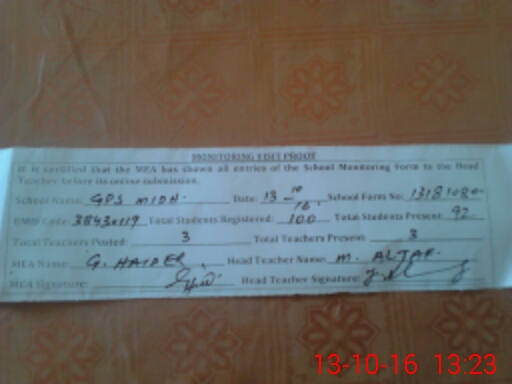 MONITORING VISIT PROOF
It is certified that the MEA has shown all entries of the School Monitoring Form to the Head
Teacher before its online submission.
School Name: GPS MIDH. Date: 13-10-16. School Form No: 13181080
EMIS Code: 38430119 Total Students Registered: 100 Total Students Present: 92
Total Teachers Posted: 3 Total Teachers Present: 3
MEA Name: G. HAIDER. Head Teacher Name: M. ALTAF.
MEA Signature: Head Teacher Signature:
13-10-16 13:23